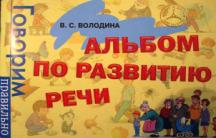 Говорим
правильно
В. С. ВОЛОДИНА
АЛЬБОМ
ПО РАЗВИТИЮ
РЕЧИ